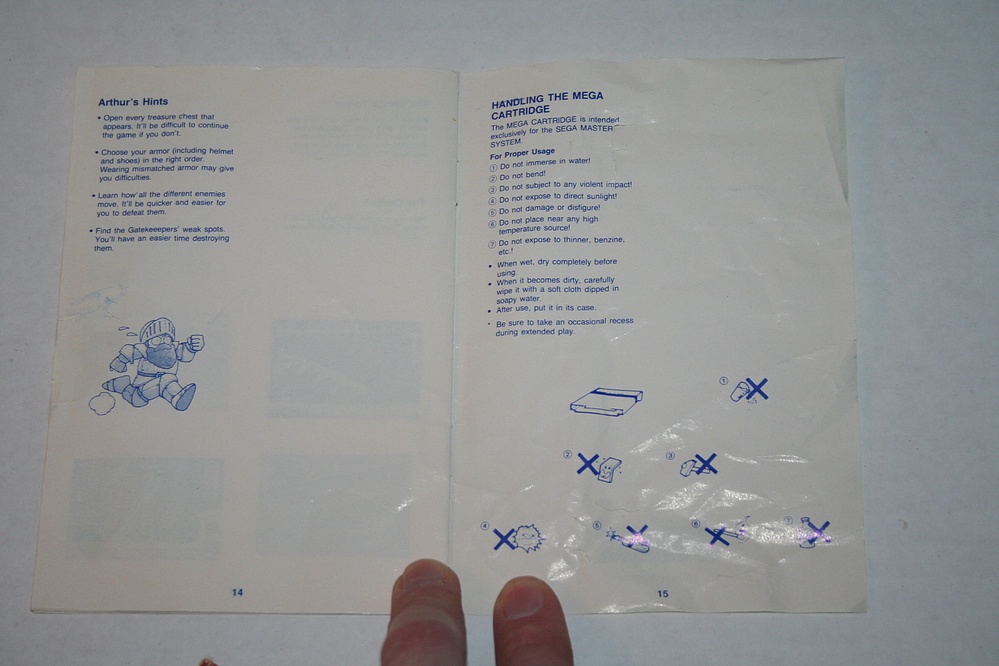 Arthur's Hints
• Open every treasure chest that
appears. It'll be difficult to continue
the game if you don't.
• Choose your armor (including helmet
and shoes) in the right order.
Wearing mismatched armor may give
you difficulties.
• Learn how all the different enemies
move. It'll be quicker and easier for
you to defeat them.
• Find the Gatekeeepers' weak spots.
You'll have an easier time destroying
them.
14
HANDLING THE MEGA
CARTRIDGE
The MEGA CARTRIDGE is intended
exclusively for the SEGA MASTER
SYSTEM.
For Proper Usage
① Do not immerse in water!
② Do not bend!
③ Do not subject to any violent impact!
④ Do not expose to direct sunlight!
⑤ Do not damage or disfigure!
⑥ Do not place near any high
temperature source!
⑦ Do not expose to thinner, benzine,
etc.!
• When wet, dry completely before
using.
• When it becomes dirty, carefully
wipe it with a soft cloth dipped in
soapy water.
• After use, put it in its case.
• Be sure to take an occasional recess
during extended play.
①
② ③
④ ⑤ ⑥ ⑦
15